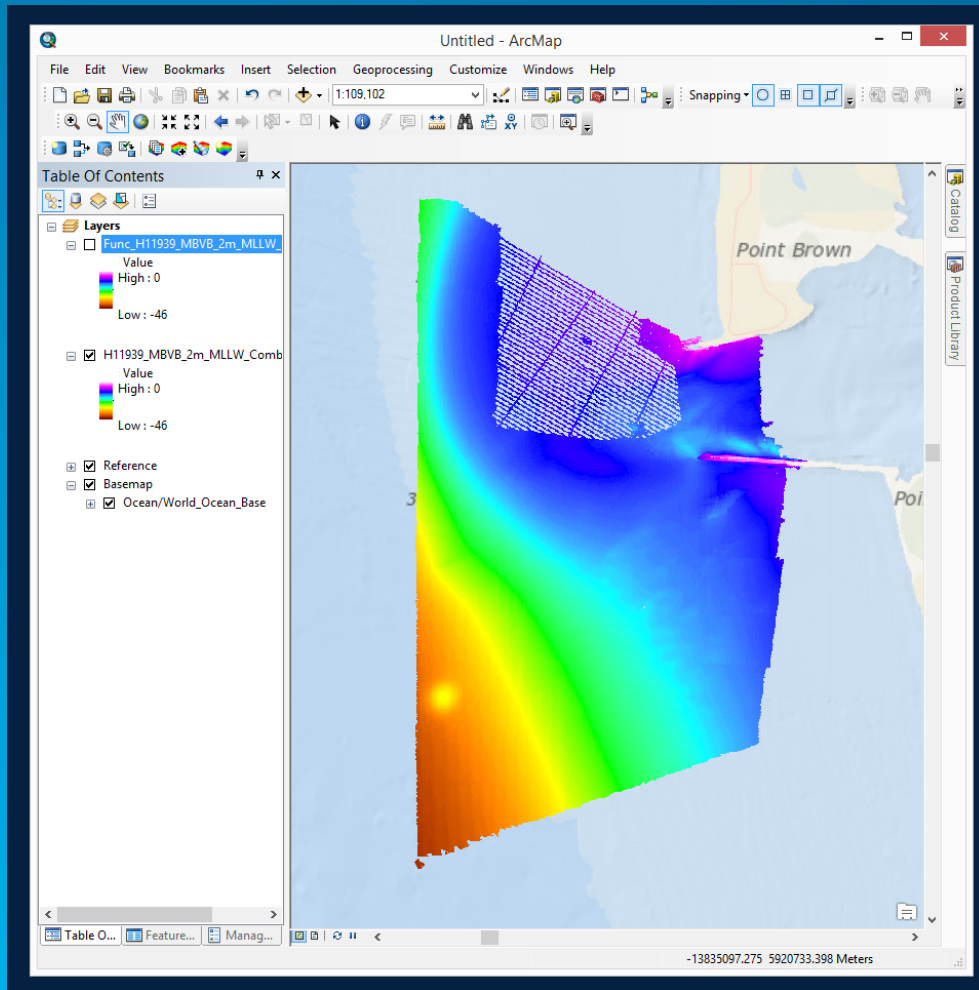 Untitled - ArcMap
File Edit View Bookmarks Insert Selection Geoprocessing Customize Windows Help
1:109,102
Snapping
Table Of Contents
Layers
Func_H11939_MBVB_2m_MLLW_
Value
High : 0
Low : -46
H11939_MBVB_2m_MLLW_Comb
Value
High : 0
Low : -46
Reference
Basemap
Ocean/World_Ocean_Base
Point Brown
3
Poi
Catalog
Product Library
Table O... Feature... Manag...
-13835097.275 5920733.398 Meters